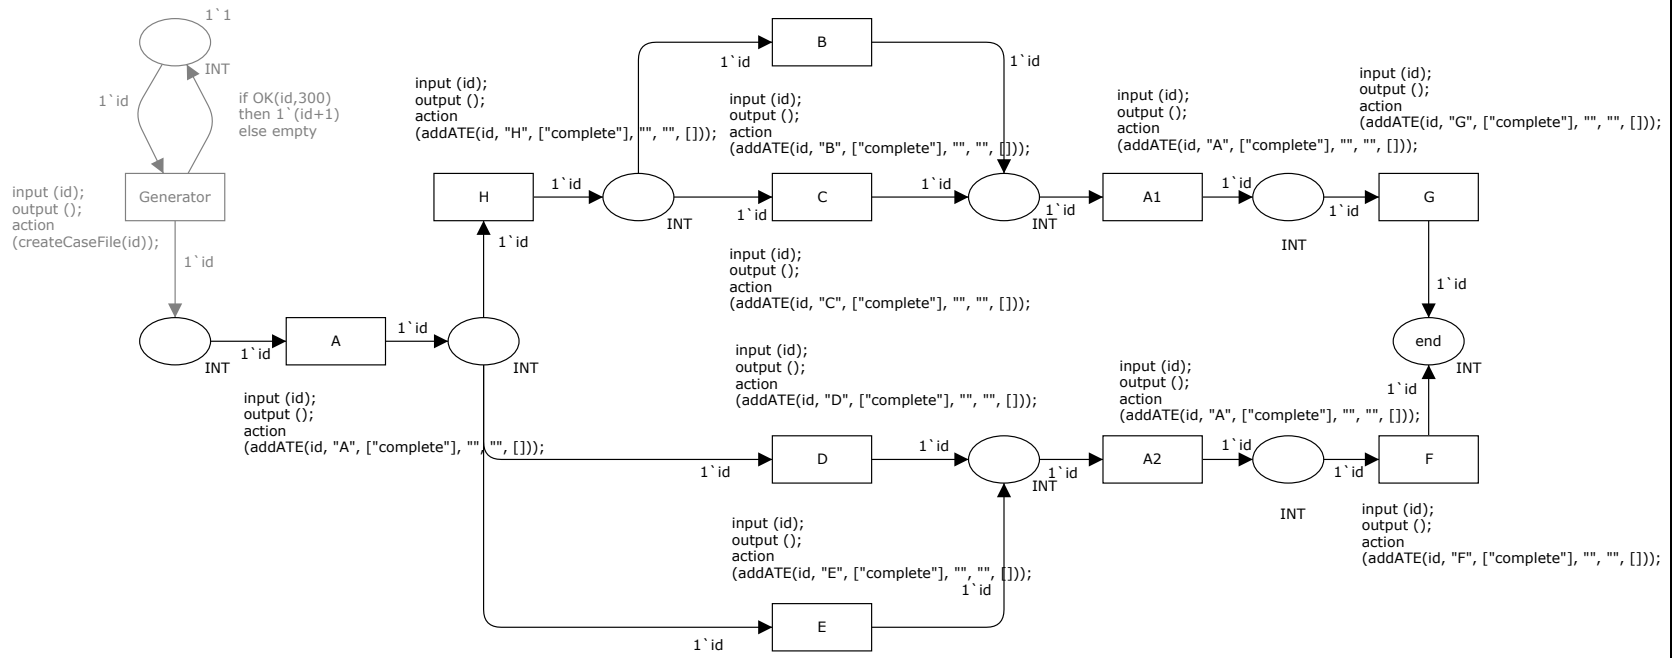 1`1
INT
1`id
if OK(id,300)
then 1`(id+1)
else empty
Generator
input (id);
output ();
action
(createCaseFile(id));
1`id
INT
1`id
A
input (id);
output ();
action
(addATE(id, "A", ["complete"], "", "", []));
1`id
INT
1`id
input (id);
output ();
action
(addATE(id, "H", ["complete"], "", "", []));
H
1`id
INT
1`id
B
1`id
input (id);
output ();
action
(addATE(id, "B", ["complete"], "", "", []));
1`id
C
1`id
input (id);
output ();
action
(addATE(id, "C", ["complete"], "", "", []));
INT
1`id
input (id);
output ();
action
(addATE(id, "A", ["complete"], "", "", []));
A1
1`id
INT
1`id
input (id);
output ();
action
(addATE(id, "G", ["complete"], "", "", []));
G
1`id
end
INT
1`id
input (id);
output ();
action
(addATE(id, "D", ["complete"], "", "", []));
1`id
D
1`id
INT
1`id
input (id);
output ();
action
(addATE(id, "A", ["complete"], "", "", []));
A2
1`id
INT
1`id
F
input (id);
output ();
action
(addATE(id, "F", ["complete"], "", "", []));
input (id);
output ();
action
(addATE(id, "E", ["complete"], "", "", []));
1`id
E
1`id